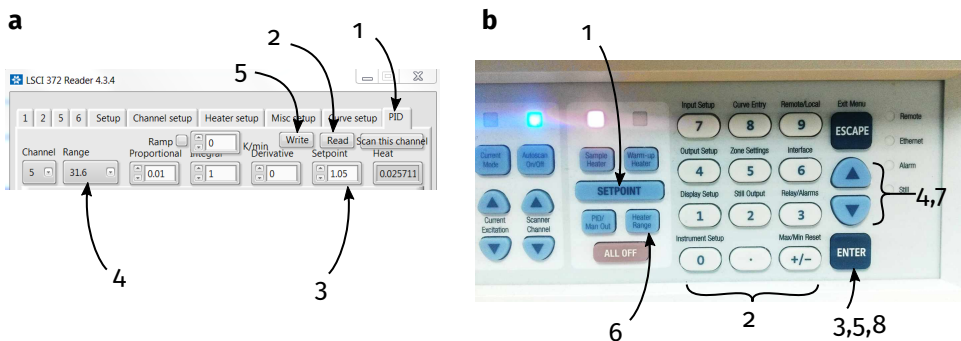 a
1
2
5
LSCI 372 Reader 4.3.4
1 2 5 6 Setup Channel setup Heater setup Misc setup Curve setup PID
Ramp 0 K/min Write Read Scan this channel
Channel Range Proportional Integral Derivative Setpoint Heat
5 31.6 0.01 1 0 1.05 0.025711
4
3
b
1
Input Setup Curve Entry Remote/Local Exit Menu
7 8 9 ESCAPE
Remote
Ethernet
Alarm
Still
Current Mode
Autoscan On/Off
Sample Heater
Warm-up Heater
Output Setup Zone Settings Interface
4 5 6
SETPOINT
Display Setup Still Output Relay/Alarms
1 2 3
4,7
Current Excitation
Scanner Channel
PID/ Man Out
Heater Range
Instrument Setup Max/Min Reset
0 . +/− ENTER
ALL OFF
6
2
3,5,8